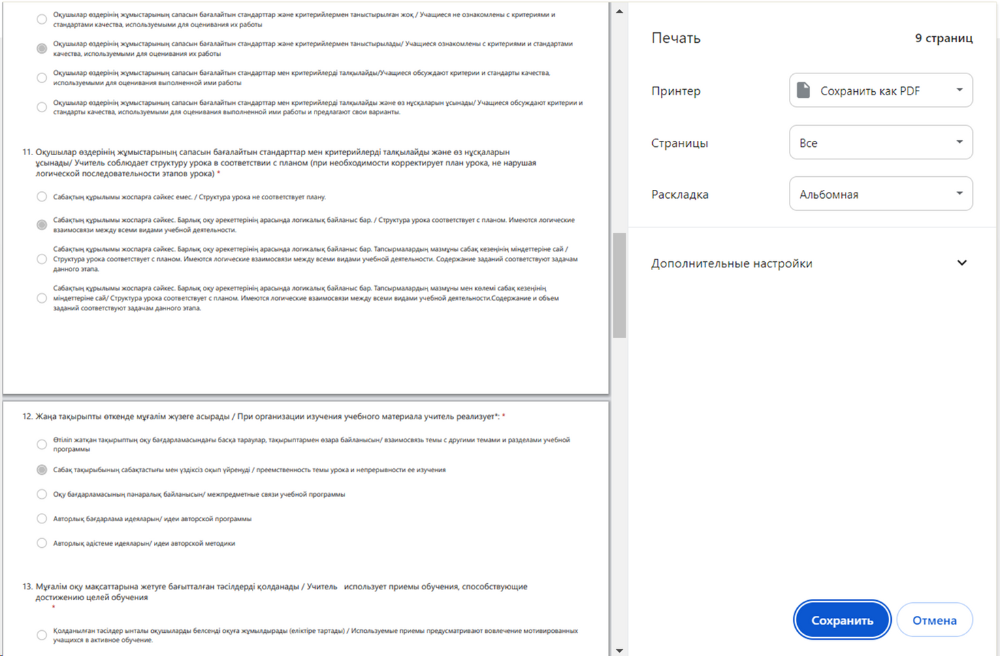 Оқушылар өздерінің жұмыстарының сапасын бағалайтын стандарттар және критерийлермен таныстырылған жоқ / Учащиеся не ознакомлены с критериями и
стандартами качества, используемыми для оценивания их работы
Оқушылар өздерінің жұмыстарының сапасын бағалайтын стандарттар және критерийлермен таныстырылады/ Учащиеся ознакомлены с критериями и стандартами
качества, используемыми для оценивания их работы
Оқушылар өздерінің жұмыстарының сапасын бағалайтын стандарттар мен критерийлерді талқылайды/Учащиеся обсуждают критерии и стандарты качества,
используемыми для оценивания выполненной ими работы
Оқушылар өздерінің жұмыстарының сапасын бағалайтын стандарттар мен критерийлерді талқылайды және өз нұсқаларын ұсынады/ Учащиеся обсуждают критерии и
стандарты качества, используемыми для оценивания выполненной ими работы и предлагают свои варианты.
11. Оқушылар өздерінің жұмыстарының сапасын бағалайтын стандарттар мен критерийлерді талқылайды және өз нұсқаларын
ұсынады/ Учитель соблюдает структуру урока в соответствии с планом (при необходимости корректирует план урока, не нарушая
логической последовательности этапов урока) *
Сабақтың құрылымы жоспарға сәйкес емес. / Структура урока не соответствует плану.
Сабақтың құрылымы жоспарға сәйкес. Барлық оқу әрекеттерінің арасында логикалық байланыс бар. / Структура урока соответствует с планом. Имеются логические
взаимосвязи между всеми видами учебной деятельности.
Сабақтың құрылымы жоспарға сәйкес. Барлық оқу әрекеттерінің арасында логикалық байланыс бар. Тапсырмалардың мазмұны сабақ кезеңінің міндеттеріне сай /
Структура урока соответствует с планом. Имеются логические взаимосвязи между всеми видами учебной деятельности. Содержание заданий соответствуют задачам
данного этапа.
Сабақтың құрылымы жоспарға сәйкес. Барлық оқу әрекеттерінің арасында логикалық байланыс бар. Тапсырмалардың мазмұны мен көлемі сабақ кезеңінің
міндеттеріне сай/ Структура урока соответствует с планом. Имеются логические взаимосвязи между всеми видами учебной деятельности.Содержание и объем
заданий соответствуют задачам данного этапа.
12. Жаңа тақырыпты өткенде мұғалім жүзеге асырады / При организации изучения учебного материала учитель реализует*: *
Өтіліп жатқан тақырыптың оқу бағдарламасындағы басқа тараулар, тақырыптармен өзара байланысын/ взаимосвязь темы с другими темами и разделами учебной
программы
Сабақ тақырыбының сабақтастығы мен үздіксіз оқып үйренуді / преемственность темы урока и непрерывности ее изучения
Оқу бағдарламасының пәнаралық байланысын/ межпредметные связи учебной программы
Авторлық бағдарлама идеяларын/ идеи авторской программы
Авторлық әдістеме идеяларын/ идеи авторской методики
13. Мұғалім оқу мақсаттарына жетуге бағытталған тәсілдерді қолданады / Учитель использует приемы обучения, способствующие
достижению целей обучения
*
Қолданылған тәсілдер ынталы оқушыларды белсенді оқуға жұмылдырады (еліктіре тартады) / Используемые приемы предусматривают вовлечение мотивированных
учащихся в активное обучение.
Печать
9 страниц
Принтер
Сохранить как PDF
Страницы
Все
Раскладка
Альбомная
Дополнительные настройки
Сохранить
Отмена